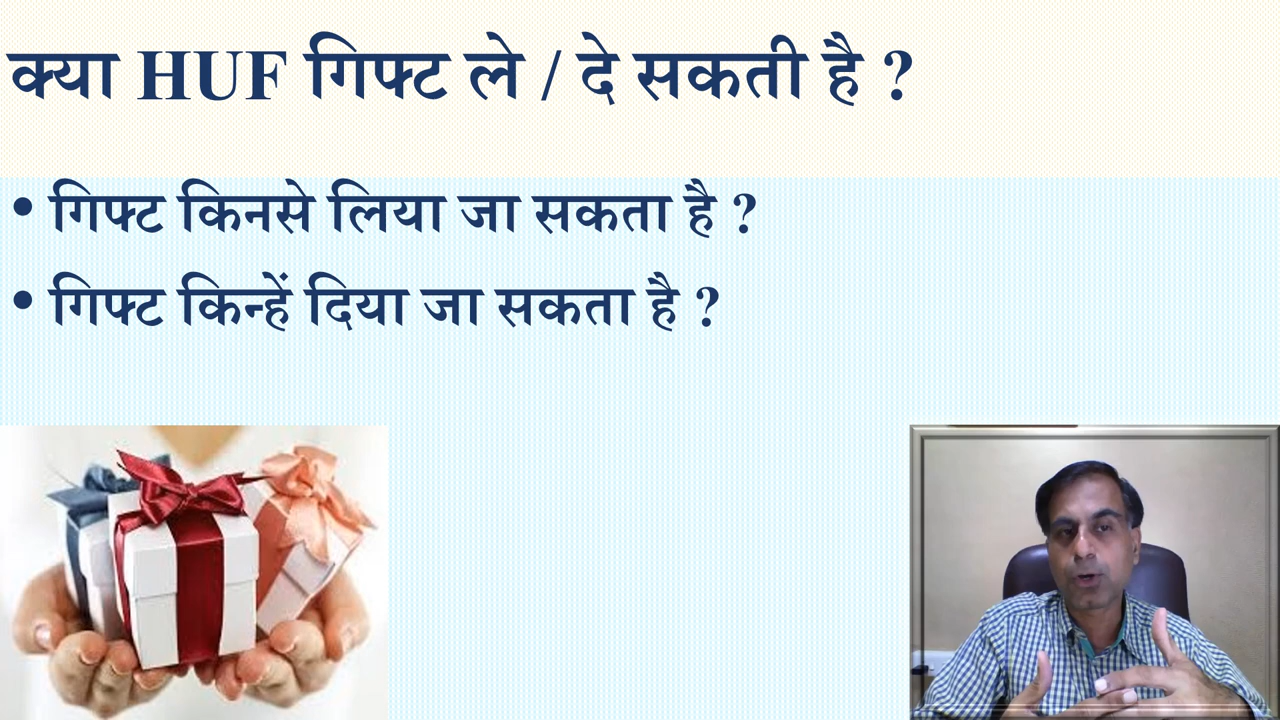 क्या HUF गिफ्ट ले / दे सकती है ?
• गिफ्ट किनसे लिया जा सकता है ?
• गिफ्ट किन्हें दिया जा सकता है ?